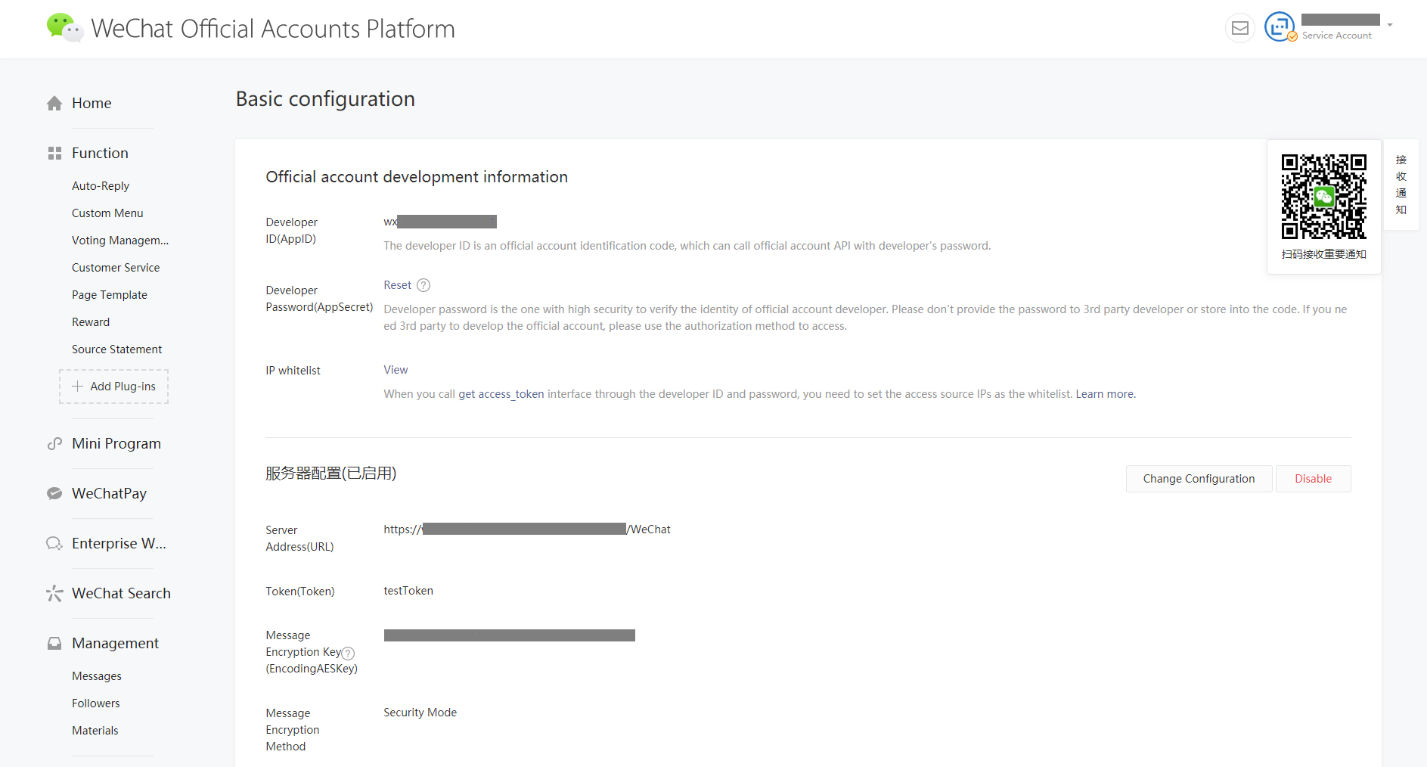 WeChat Official Accounts Platform
Service Account
Home
Function
Auto-Reply
Custom Menu
Voting Managem...
Customer Service
Page Template
Reward
Source Statement
Add Plug-ins
Mini Program
WeChatPay
Enterprise W...
WeChat Search
Management
Messages
Followers
Materials
Basic configuration
Official account development information
Developer
ID(AppID)
wx
The developer ID is an official account identification code, which can call official account API with developer's password.
Developer
Password(AppSecret)
Reset ?
Developer password is the one with high security to verify the identity of official account developer. Please don't provide the password to 3rd party developer or store into the code. If you ne
ed 3rd party to develop the official account, please use the authorization method to access.
IP whitelist
View
When you call get access_token interface through the developer ID and password, you need to set the access source IPs as the whitelist. Learn more.
服务器配置(已启用)
Change Configuration
Disable
Server
Address(URL)
https:// /WeChat
Token(Token)
testToken
Message
Encryption Key ?
(EncodingAESKey)
Message
Encryption
Method
Security Mode
扫码接收重要通知
接
收
通
知